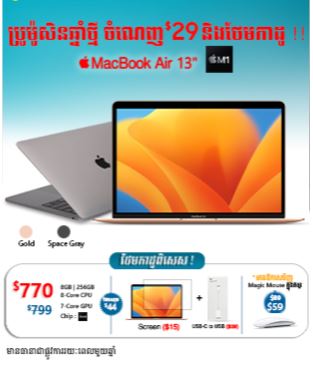 ប្រូម៉ូសិនឆ្នាំថ្មី ចំណេញ $29 និងថែមកាដូ !!
MacBook Air 13" M1
Gold
Space Gray
ថែមកាដូពិសេស !
$770
$799
8GB | 256GB
8-Core CPU
7-Core GPU
Chip :
$44
+
Screen ($15)
USB-C to USB
Magic Mouse
$59
មានធានាជាផ្លូវការរយៈពេលមួយឆ្នាំ